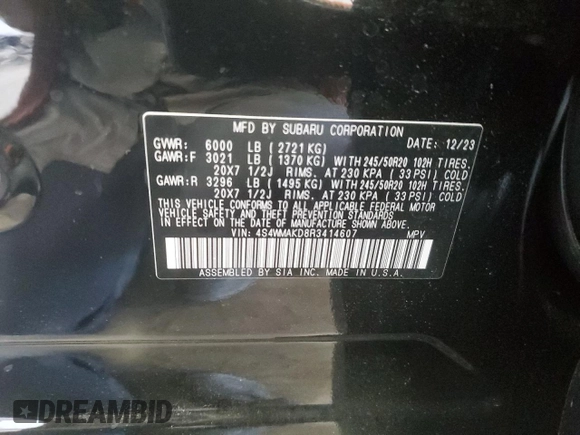 MFD BY SUBARU CORPORATION
GVWR: 6000 LB ( 2721 KG) DATE: 12/23
GAWR:F 3021 LB ( 1370 KG) WITH 245/50R20 102H TIRES.
20X7 1/2J RIMS. AT 230 KPA ( 33 PSI) COLD
GAWR:R 3296 LB ( 1495 KG) WITH 245/50R20 102H TIRES.
20X7 1/2J RIMS. AT 230 KPA ( 33 PSI) COLD
THIS VEHICLE CONFORMS TO ALL APPLICABLE FEDERAL MOTOR
VEHICLE SAFETY AND THEFT PREVENTION STANDARDS
IN EFFECT ON THE DATE OF MANUFACTURE SHOWN ABOVE.
VIN: 4S4WMAKD8R3414607 MPV
ASSEMBLED BY SIA INC. MADE IN U.S.A.
DREAMBID